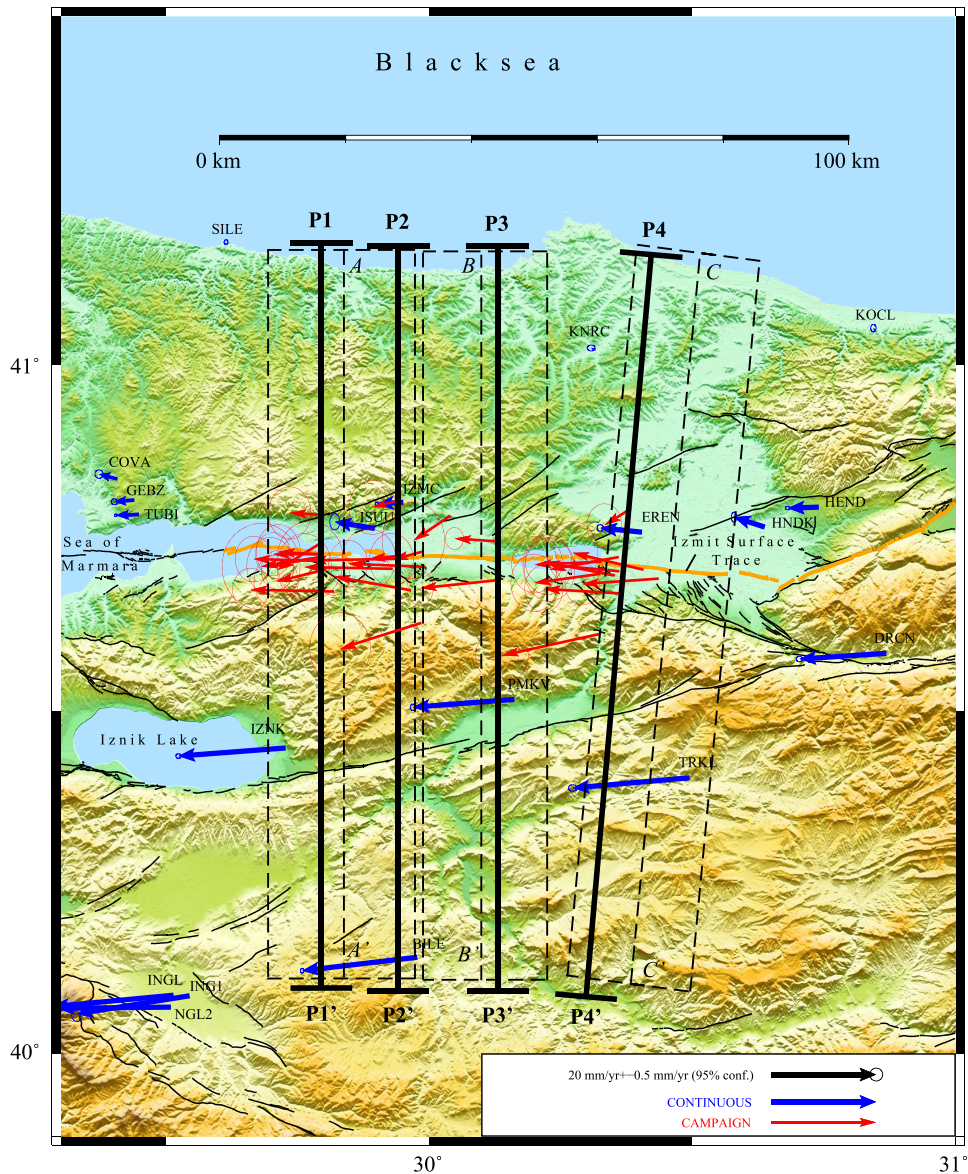 Blacksea
0 km
100 km
P1
P2
P3
P4
SILE
A
B
C
KOCL
KNRC
41°
COVA
GEBZ
TUBI
IZMC
ISUU
EREN
HEND
HNDK
Sea of
Marmara
Izmit Surface
Trace
DRCN
PMKV
IZNK
Iznik Lake
TRKL
BILE
A'
B'
C'
INGL
ING1
NGL2
P1’
P2’
P3’
P4’
40°
20 mm/yr+−0.5 mm/yr (95% conf.)
CONTINUOUS
CAMPAIGN
30°
31°